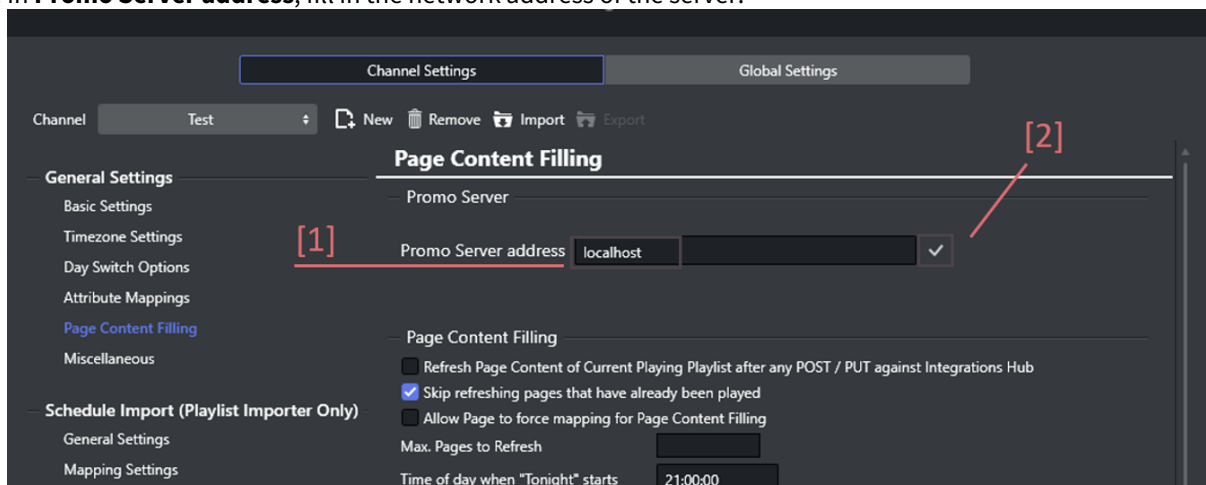 In Promo Server address, fill in the network address of the server.
Channel Settings Global Settings
Channel Test New Remove Import Export
[2]
Page Content Filling
General Settings
Promo Server
Basic Settings
Timezone Settings
[1] Promo Server address localhost
Day Switch Options
Attribute Mappings
Page Content Filling
Page Content Filling
Miscellaneous
Refresh Page Content of Current Playing Playlist after any POST / PUT against Integrations Hub
Skip refreshing pages that have already been played
Schedule Import (Playlist Importer Only)
Allow Page to force mapping for Page Content Filling
General Settings
Max. Pages to Refresh
Mapping Settings
Time of day when "Tonight" starts 21:00:00